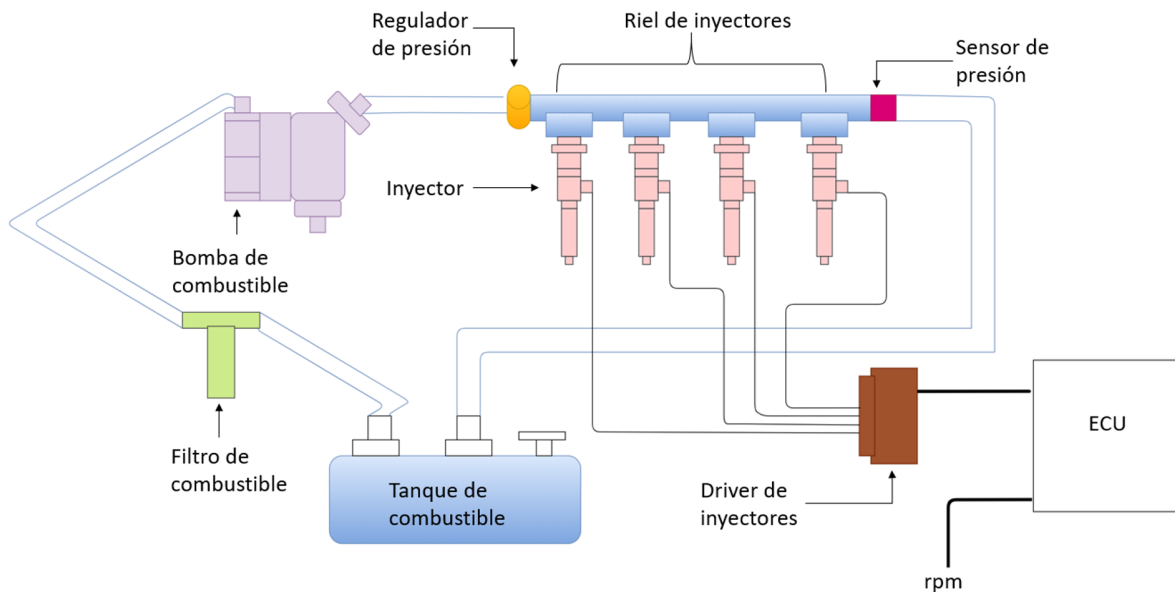 Regulador
de presión
Riel de inyectores
Sensor de
presión
Inyector
Bomba de
combustible
Filtro de
combustible
Tanque de
combustible
Driver de
inyectores
ECU
rpm